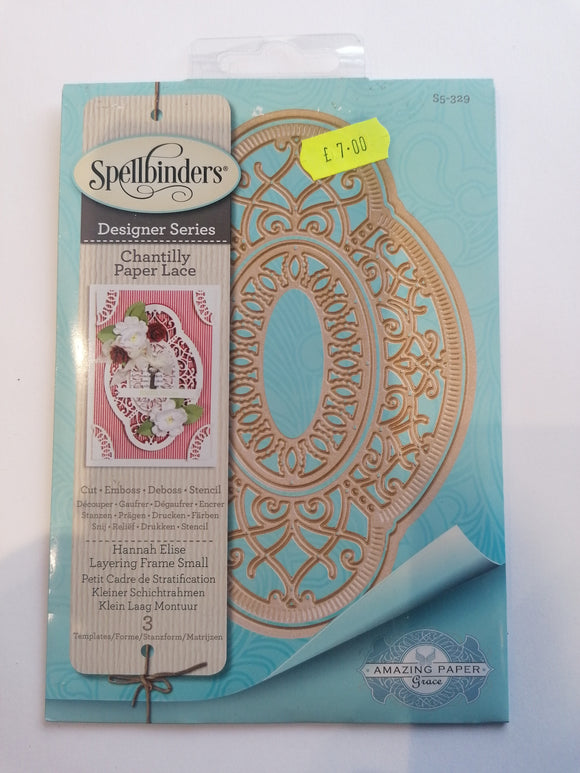 S5-329
£ 7.00
Spellbinders®
Designer Series
Chantilly
Paper Lace
Cut • Emboss • Deboss • Stencil
Découper • Gaufrer • Dégaufrer • Encrer
Stanzen • Prägen • Drucken • Färben
Snij • Relïëf • Drukken • Stencil
Hannah Elise
Layering Frame Small
Petit Cadre de Stratification
Kleiner Schichtrahmen
Klein Laag Montuur
3
Templates/Forme/Stanzform/Matrijzen
AMAZING PAPER
Grace